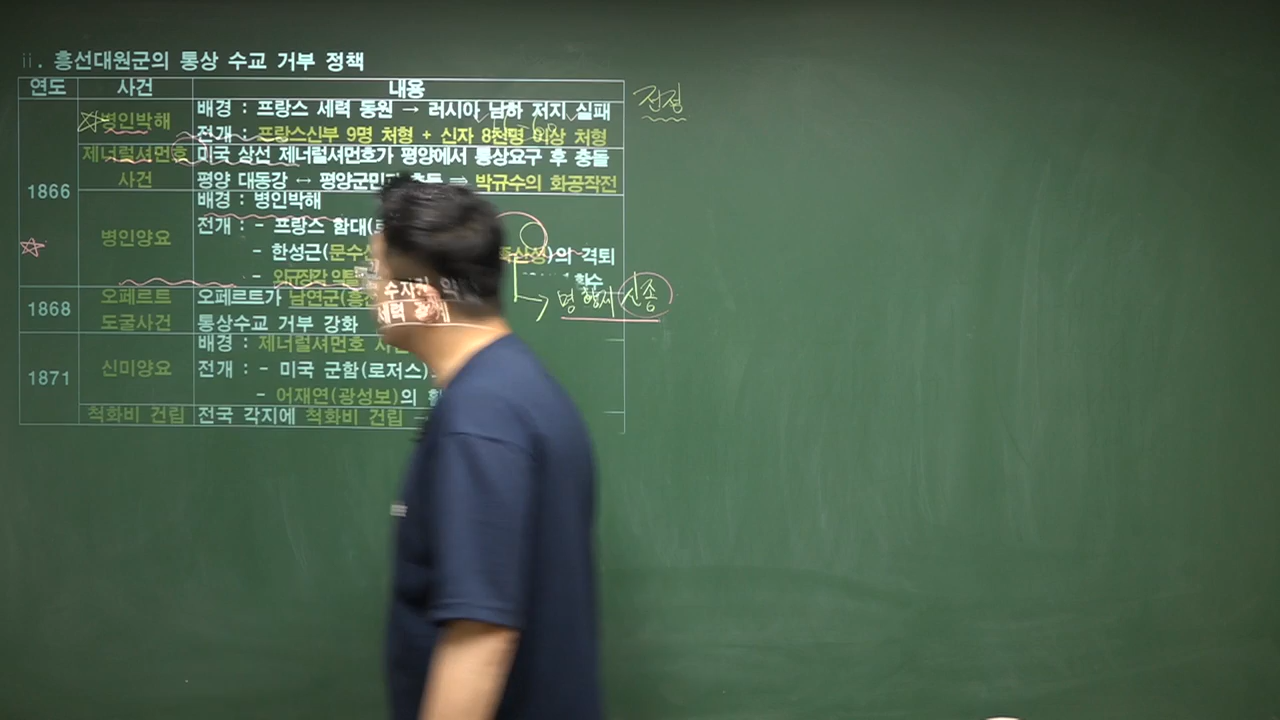 ii. 흥선대원군의 통상 수교 거부 정책
연도 사건 내용
병인박해 배경 : 프랑스 세력 동원 → 러시아 남하 저지 실패
전개 : 프랑스신부 9명 처형 + 신자 8천명 이상 처형
제너럴셔먼호 미국 상선 제너럴셔먼호가 평양에서 통상요구 후 충돌
사건 평양 대동강 ↔ 평양군민과 충돌 ⇒ 박규수의 화공작전
1866
배경 : 병인박해
병인양요 전개 : - 프랑스 함대(
- 한성근(문수산 의 격퇴
-
명 황제 신종
1868 오페르트 오페르트가 남연군(
도굴사건 통상수교 거부 강화
배경 : 제너럴셔먼호 사
1871 신미양요 전개 : - 미국 군함(로저스)
- 어재연(광성보)의
척화비 건립 전국 각지에 척화비 건립